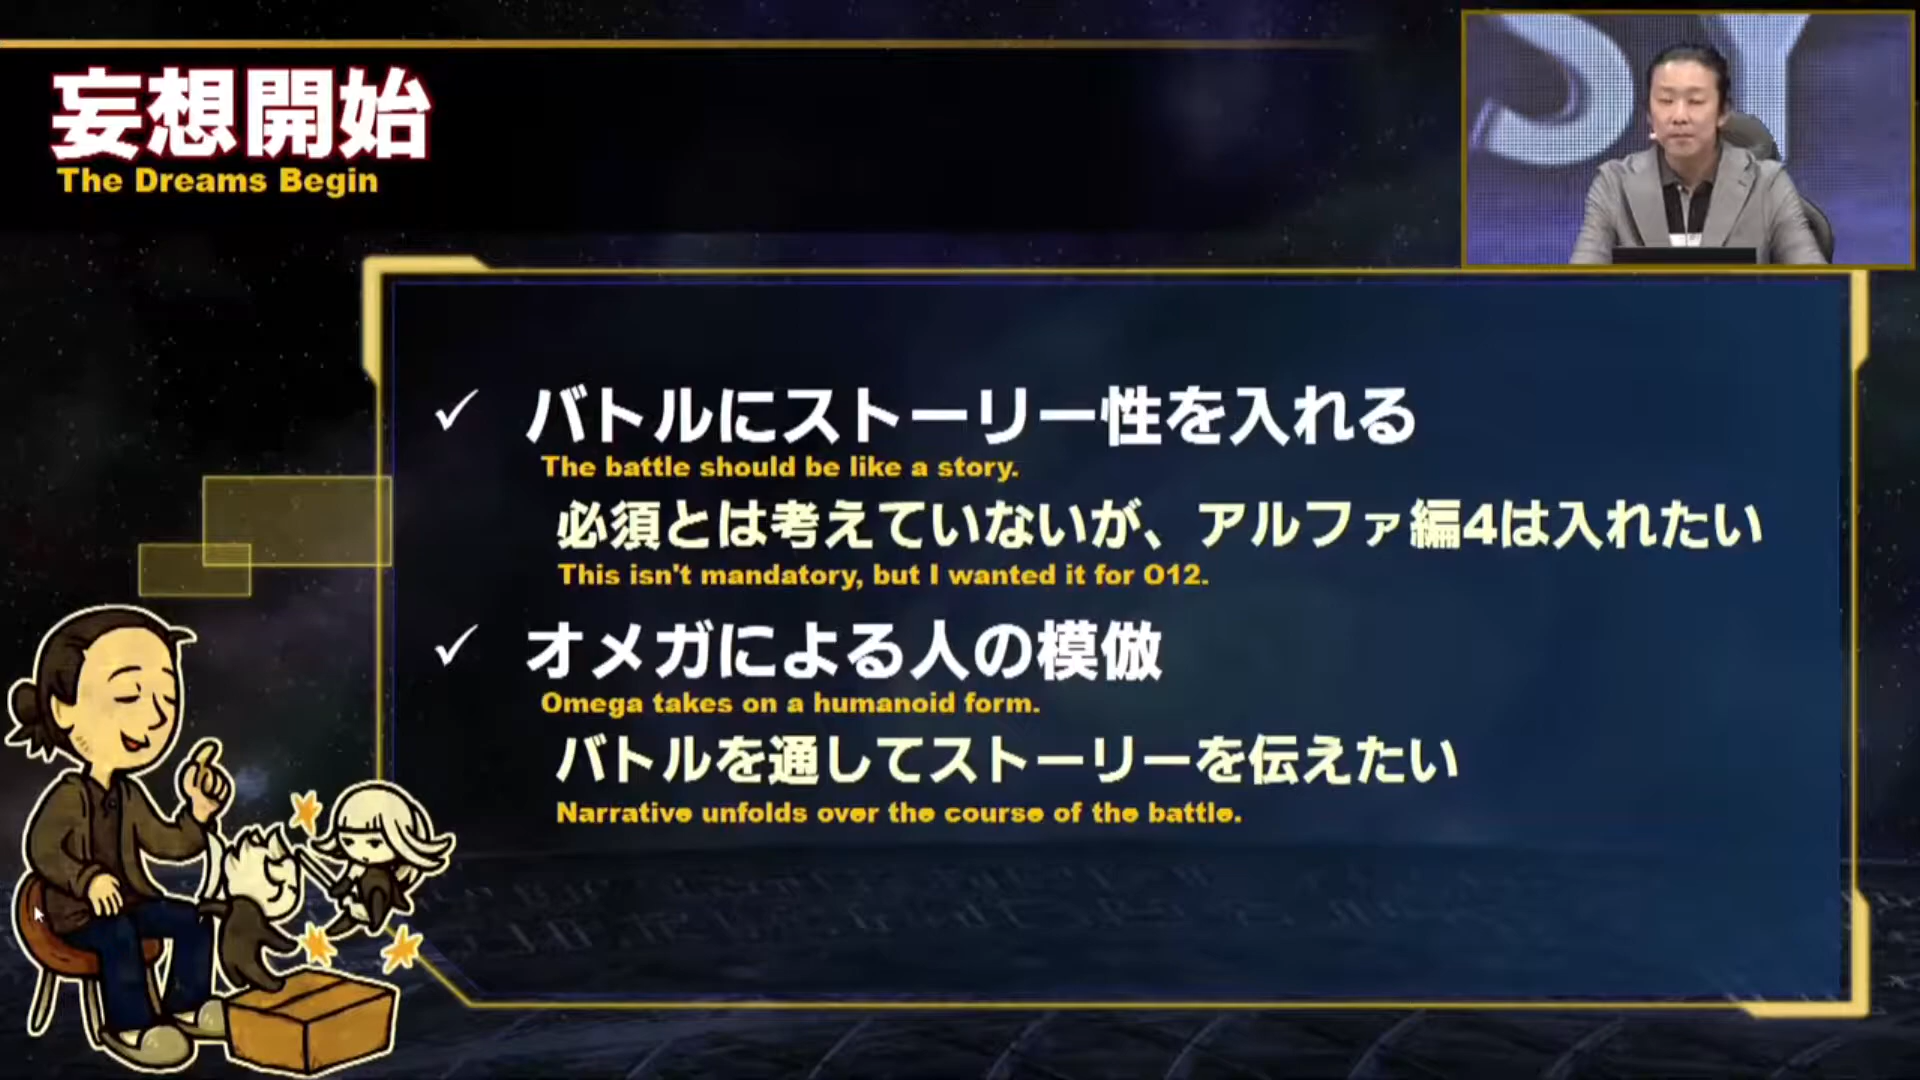 妄想開始
The Dreams Begin
SY
✓ バトルにストーリー性を入れる
The battle should be like a story.
必須とは考えていないが、アルファ編4は入れたい
This isn't mandatory, but I wanted it for O12.
✓ オメガによる人の模倣
Omega takes on a humanoid form.
バトルを通してストーリーを伝えたい
Narrative unfolds over the course of the battle.